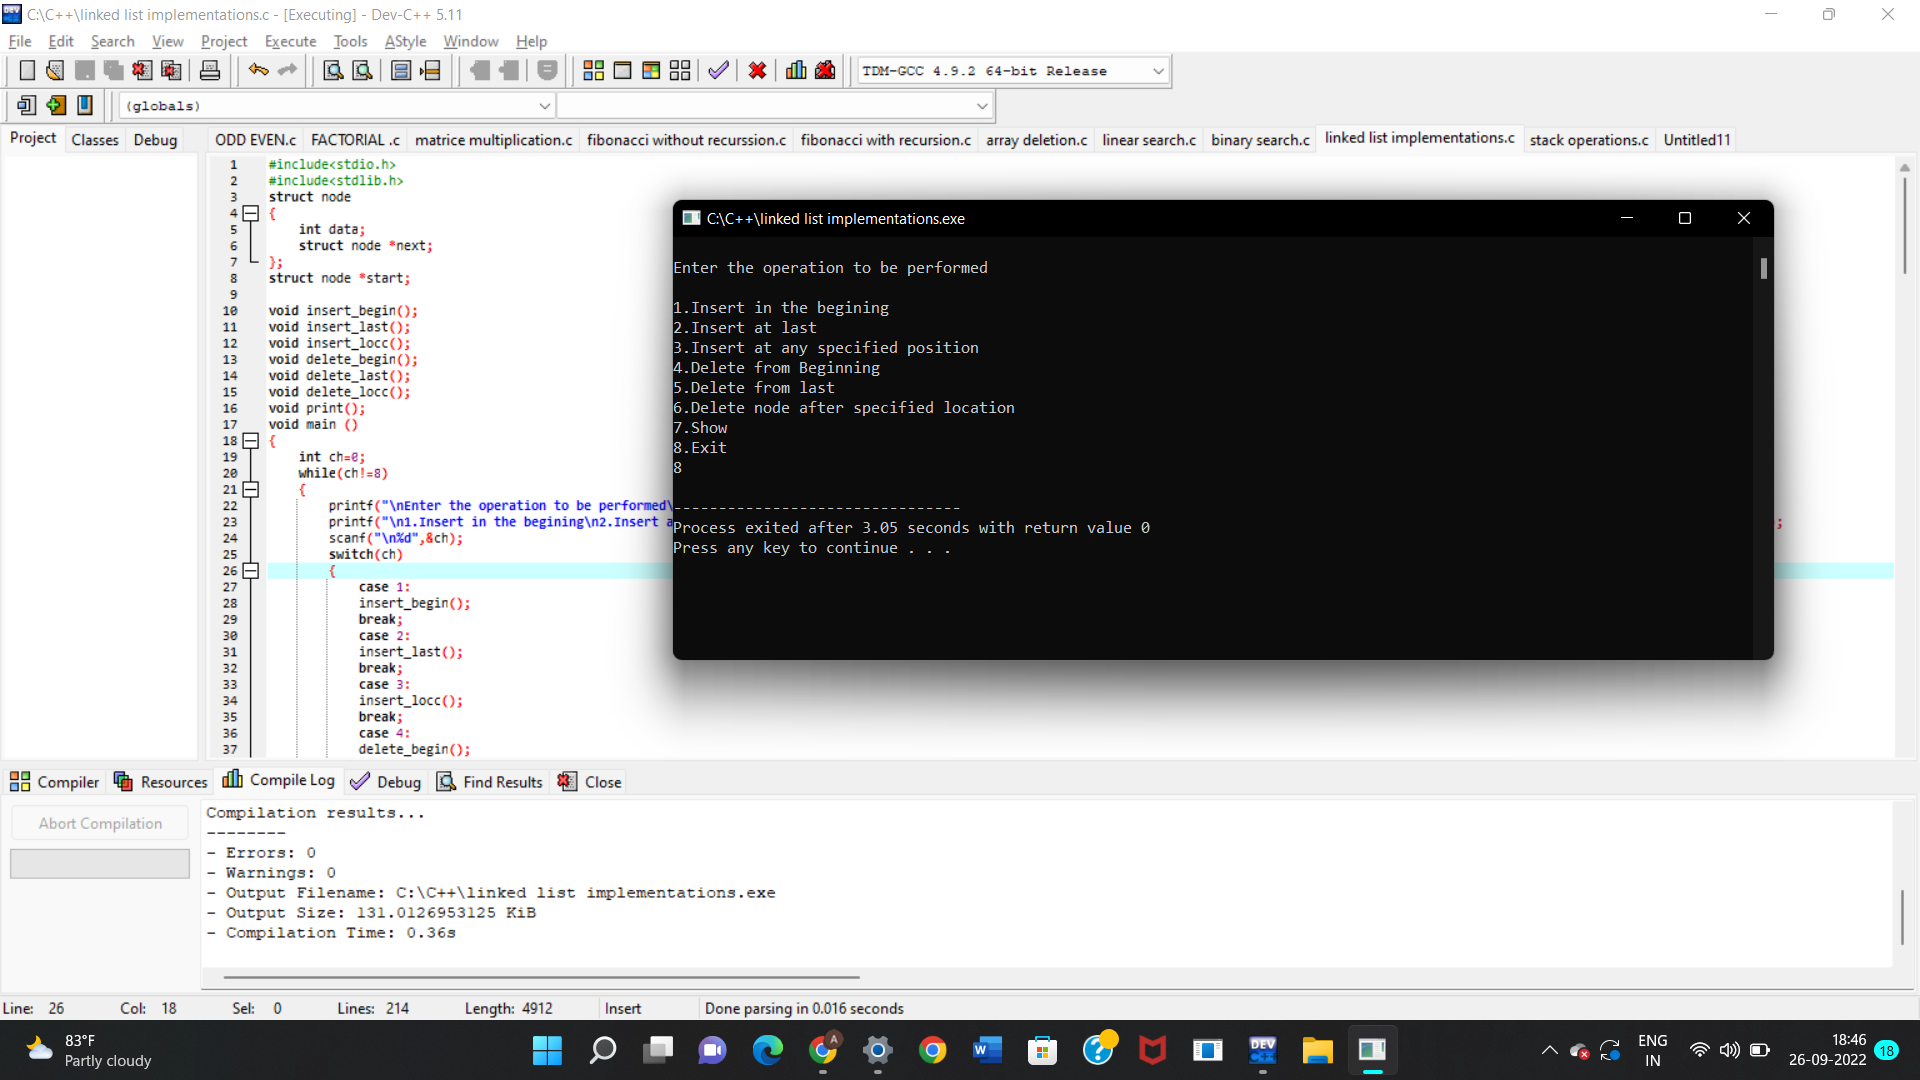 C:\C++\linked list implementations.c - [Executing] - Dev-C++ 5.11
File Edit Search View Project Execute Tools AStyle Window Help
TDM-GCC 4.9.2 64-bit Release
(globals)
Project Classes Debug
ODD EVEN.c FACTORIAL .c matrice multiplication.c fibonacci without recurssion.c fibonacci with recursion.c array deletion.c linear search.c binary search.c linked list implementations.c stack operations.c Untitled11
1 #include<stdio.h>
2 #include<stdlib.h>
3 struct node
4 {
5 int data;
6 struct node *next;
7 };
8 struct node *start;
9
10 void insert_begin();
11 void insert_last();
12 void insert_locc();
13 void delete_begin();
14 void delete_last();
15 void delete_locc();
16 void print();
17 void main ()
18 {
19 int ch=0;
20 while(ch!=8)
21 {
22 printf("\nEnter the operation to be performed\
23 printf("\n1.Insert in the begining\n2.Insert a
;
24 scanf("\n%d",&ch);
25 switch(ch)
26 {
27 case 1:
28 insert_begin();
29 break;
30 case 2:
31 insert_last();
32 break;
33 case 3:
34 insert_locc();
35 break;
36 case 4:
37 delete_begin();
C:\C++\linked list implementations.exe
Enter the operation to be performed
1.Insert in the begining
2.Insert at last
3.Insert at any specified position
4.Delete from Beginning
5.Delete from last
6.Delete node after specified location
7.Show
8.Exit
8
--------------------------------
Process exited after 3.05 seconds with return value 0
Press any key to continue . . .
Compiler Resources Compile Log Debug Find Results Close
Abort Compilation
Compilation results...
--------
- Errors: 0
- Warnings: 0
- Output Filename: C:\C++\linked list implementations.exe
- Output Size: 131.0126953125 KiB
- Compilation Time: 0.36s
Line: 26 Col: 18 Sel: 0 Lines: 214 Length: 4912 Insert Done parsing in 0.016 seconds
83°F
Partly cloudy
A
W
DEV
C++
ENG
IN
18:46
26-09-2022
18